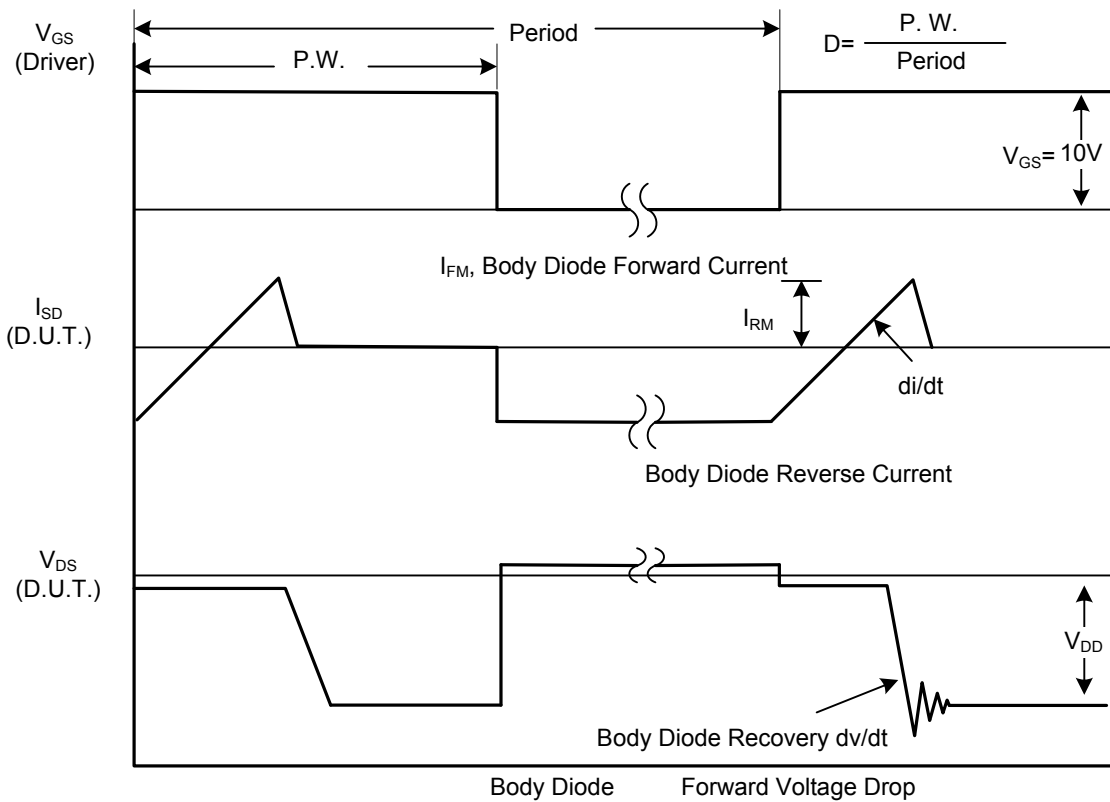 V_GS
(Driver)
Period
P.W.
D= P. W.
Period
V_GS= 10V
I_FM, Body Diode Forward Current
I_SD
(D.U.T.)
I_RM
di/dt
Body Diode Reverse Current
V_DS
(D.U.T.)
V_DD
Body Diode Recovery dv/dt
Body Diode Forward Voltage Drop